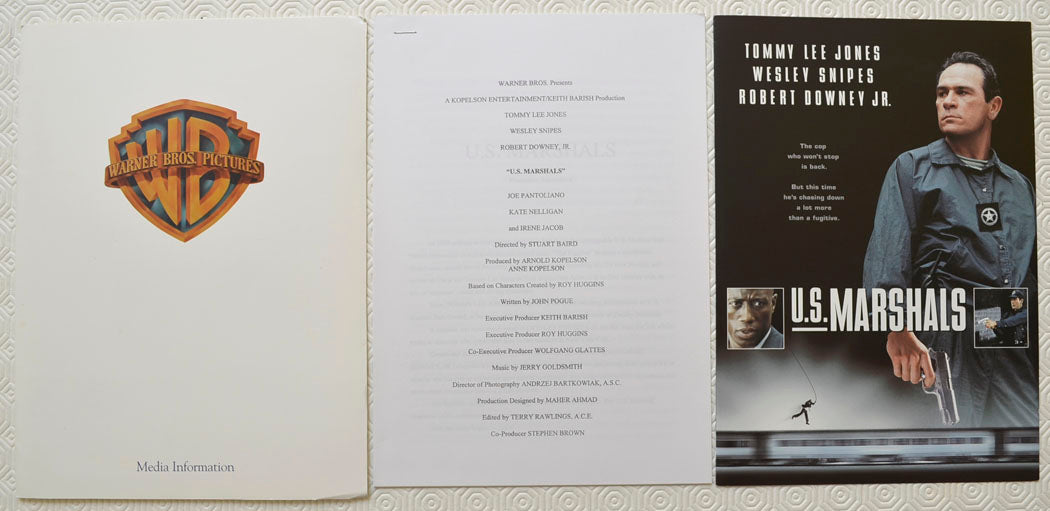 WB
WARNER BROS. PICTURES
Media Information
WARNER BROS. Presents
A KOPELSON ENTERTAINMENT/KEITH BARISH Production
TOMMY LEE JONES
WESLEY SNIPES
ROBERT DOWNEY, JR.
U.S. MARSHALS
"U.S. MARSHALS"
JOE PANTOLIANO
KATE NELLIGAN
and IRENE JACOB
Directed by STUART BAIRD
Produced by ARNOLD KOPELSON
ANNE KOPELSON
Based on Characters Created by ROY HUGGINS
Written by JOHN POGUE
Executive Producer KEITH BARISH
Executive Producer ROY HUGGINS
Co-Executive Producer WOLFGANG GLATTES
Music by JERRY GOLDSMITH
Director of Photography ANDRZEJ BARTKOWIAK, A.S.C.
Production Designed by MAHER AHMAD
Edited by TERRY RAWLINGS, A.C.E.
Co-Producer STEPHEN BROWN
TOMMY LEE JONES
WESLEY SNIPES
ROBERT DOWNEY JR.
The cop
who won't stop
is back.
But this time
he's chasing down
a lot more
than a fugitive.
U.S. MARSHALS